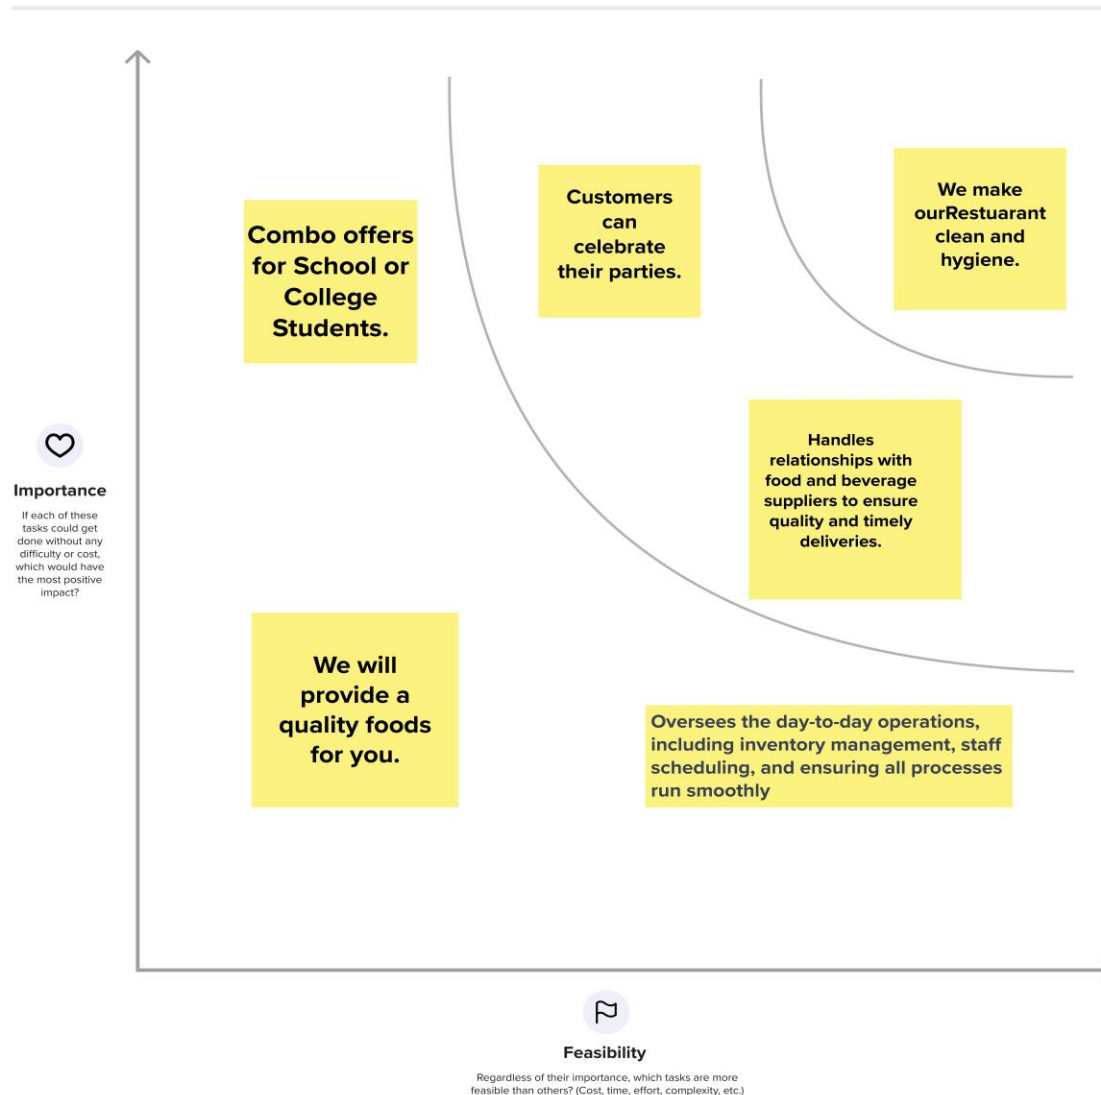 Combo offers
for School or
College
Students.
Customers
can
celebrate
their parties.
We make
ourRestuarant
clean and
hygiene.
Handles
relationships with
food and beverage
suppliers to ensure
quality and timely
deliveries.
Importance
If each of these
tasks could get
done without any
difficulty or cost,
which would have
the most positive
impact?
We will
provide a
quality foods
for you.
Oversees the day-to-day operations,
including inventory management, staff
scheduling, and ensuring all processes
run smoothly
Feasibility
Regardless of their importance, which tasks are more
feasible than others? (Cost, time, effort, complexity, etc.)